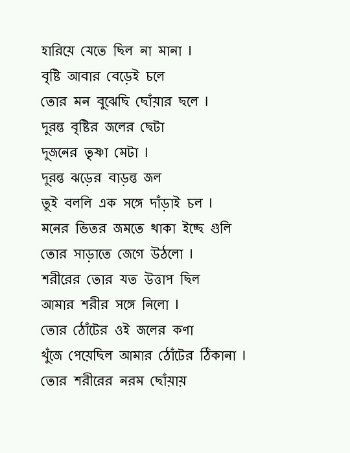 হারিয়ে যেতে ছিল না মানা ।
বৃষ্টি আবার বেড়েই চলে
তোর মন বুঝেছি ছোঁয়ার ছলে ।
দুরন্ত বৃষ্টির জলের ছেটা
দুজনের তৃষ্ণা মেটা ।
দুরন্ত ঝড়ের বাড়ন্ত জল
তুই বললি এক সঙ্গে দাঁড়াই চল ।
মনের ভিতর জমতে থাকা ইচ্ছে গুলি
তোর সাড়াতে জেগে উঠলো ।
শরীরের তোর যত উত্তাপ ছিল
আমার শরীর সঙ্গে নিলো ।
তোর ঠোঁটের ওই জলের কণা
খুঁজে পেয়েছিল আমার ঠোঁটের ঠিকানা ।
তোর শরীরের নরম ছোঁয়ায়